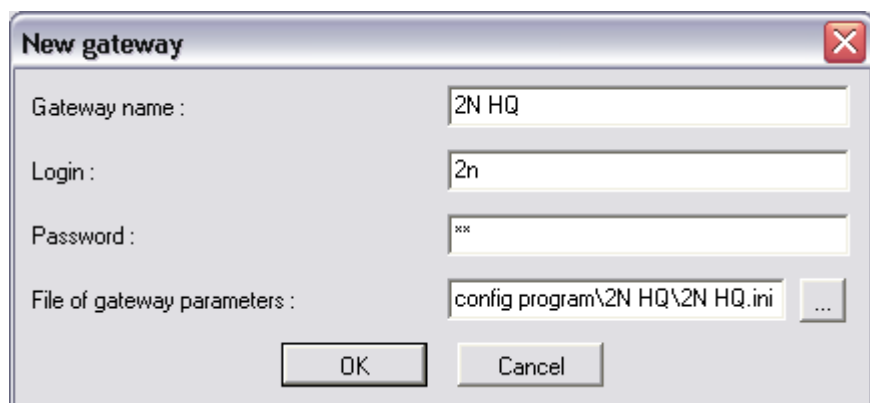 New gateway
Gateway name : 2N HQ
Login : 2n
Password : **
File of gateway parameters : config program\2N HQ\2N HQ.ini ...
OK Cancel